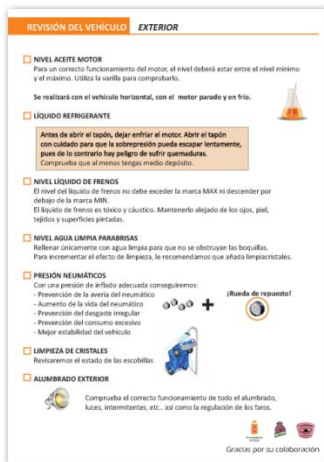 REVISIÓN DEL VEHÍCULO EXTERIOR
NIVEL ACEITE MOTOR
Para un correcto funcionamiento del motor, el nivel deberá estar entre el nivel mínimo
y el máximo. Utiliza la varilla para comprobarlo.
Se realizará con el vehículo horizontal, con el motor parado y en frío.
LÍQUIDO REFRIGERANTE
Antes de abrir el tapón, dejar enfriar el motor. Abrir el tapón
con cuidado para que la sobrepresión pueda escapar lentamente,
pues de lo contrario hay peligro de sufrir quemaduras.
Comprueba que al menos tengas medio depósito.
NIVEL LÍQUIDO DE FRENOS
El nivel del líquido de frenos no debe exceder la marca MAX ni descender por
debajo de la marca MIN.
El líquido de frenos es tóxico y cáustico. Mantenerlo alejado de los ojos, piel,
tejidos y superficies pintadas.
NIVEL AGUA LIMPIA PARABRISAS
Rellenar únicamente con agua limpia para que no se obstruyan las boquillas.
Para incrementar el efecto de limpieza, le recomendamos que añada limpiacristales.
PRESIÓN NEUMÁTICOS
Con una presión de inflado adecuada conseguiremos:
- Prevención de la avería del neumático
- Aumento de la vida del neumático
- Prevención del desgaste irregular
- Prevención del consumo excesivo
- Mejor estabilidad del vehículo
+
¡Rueda de repuesto!
LIMPIEZA DE CRISTALES
Revisaremos el estado de las escobillas
ALUMBRADO EXTERIOR
Comprueba el correcto funcionamiento de todo el alumbrado,
luces, intermitentes, etc.. asi como la regulación de los faros.
Gracias por su colaboración